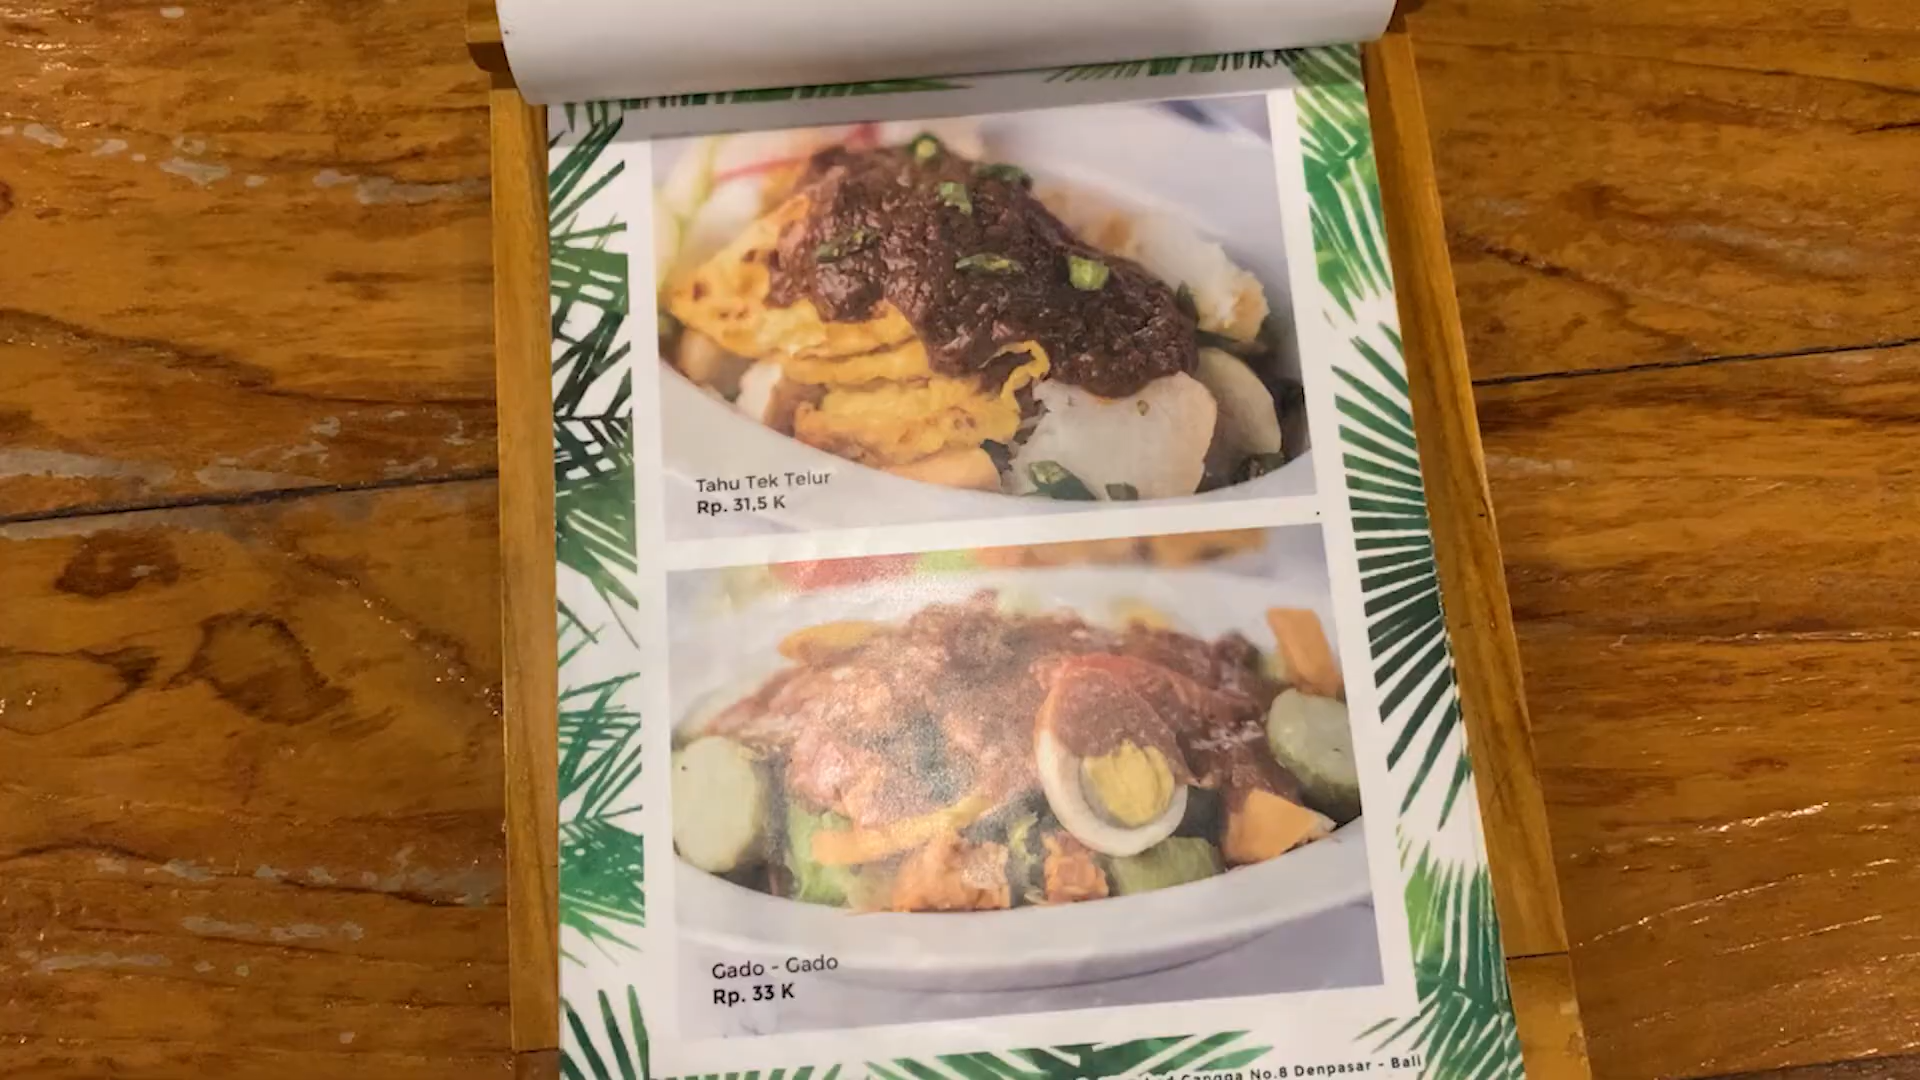 Tahu Tek Telur
Rp. 31,5 K
Gado - Gado
Rp. 33 K
No.8 Denpasar - Bali